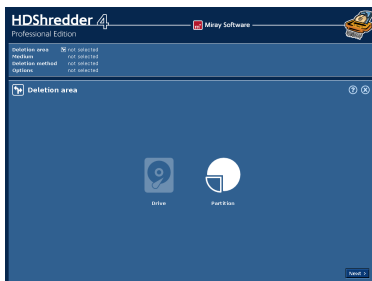 HDShredder 4
Professional Edition
Miray Software
Deletion area not selected
Medium not selected
Deletion method not selected
Options not selected
Deletion area
Drive Partition
Next >